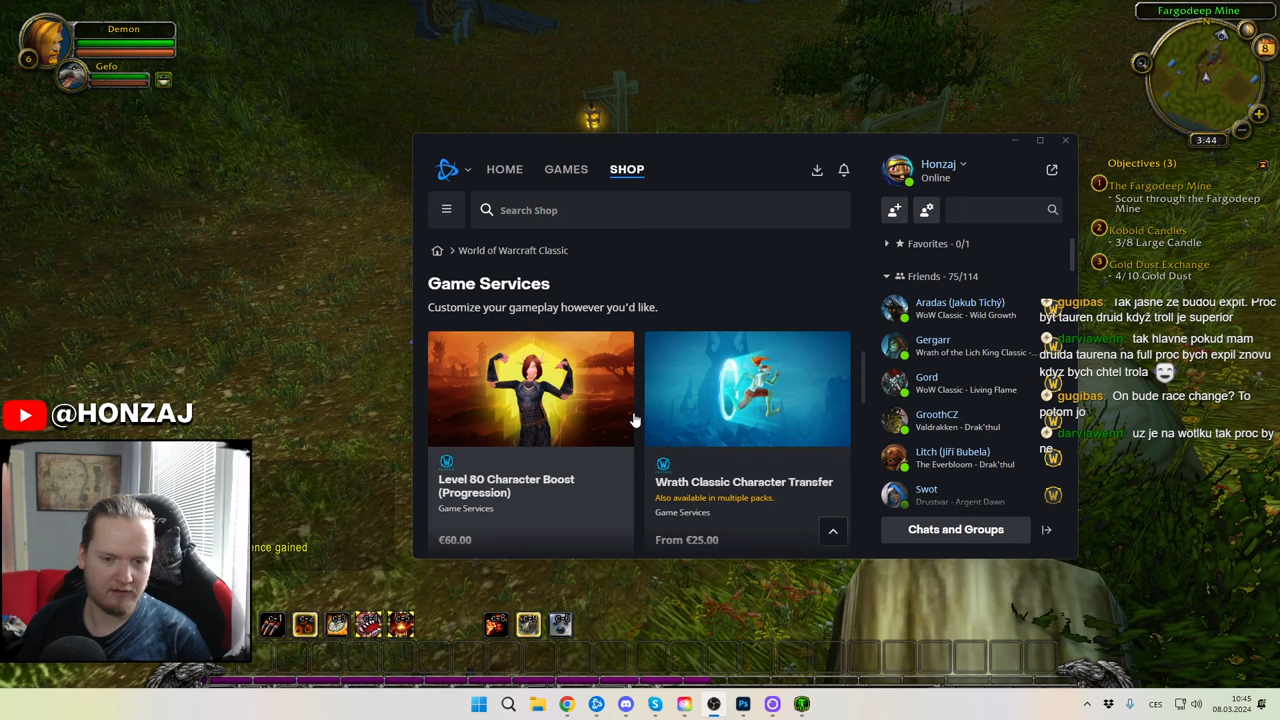 Demon
6
Gefo
Fargodeep Mine
N
8
3:44
Objectives (3)
1 The Fargodeep Mine
- Scout through the Fargodeep
Mine
2 Kobold Candles
- 3/8 Large Candle
3 Gold Dust Exchange
- 4/10 Gold Dust
HOME
GAMES
SHOP
Honzaj
Online
Search Shop
World of Warcraft Classic
Favorites - 0/1
Friends - 75/114
Game Services
Customize your gameplay however you'd like.
Level 80 Character Boost
(Progression)
Game Services
€60.00
Wrath Classic Character Transfer
Also available in multiple packs.
Game Services
From €25.00
Aradas (Jakub Tichý)
WoW Classic - Wild Growth
Gergarr
Wrath of the Lich King Classic - ...
Gord
WoW Classic - Living Flame
GroothCZ
Valdrakken - Drak'thul
Litch (Jiří Bubela)
The Everbloom - Drak'thul
Swot
Drustvar - Argent Dawn
Chats and Groups
gugibas: Tak jasne ze budou expit. Proc
byt tauren druid když troll je superior
darviawenn: tak hlavne pokud mam
druida taurena na full proc bych expil znovu
kdyz bych chtel trola
gugibas: On bude race change? To
potom jo
darviawenn: uz je na wotlku tak proc by
ne
@HONZAJ
ence gained
CES
10:45
08.03.2024